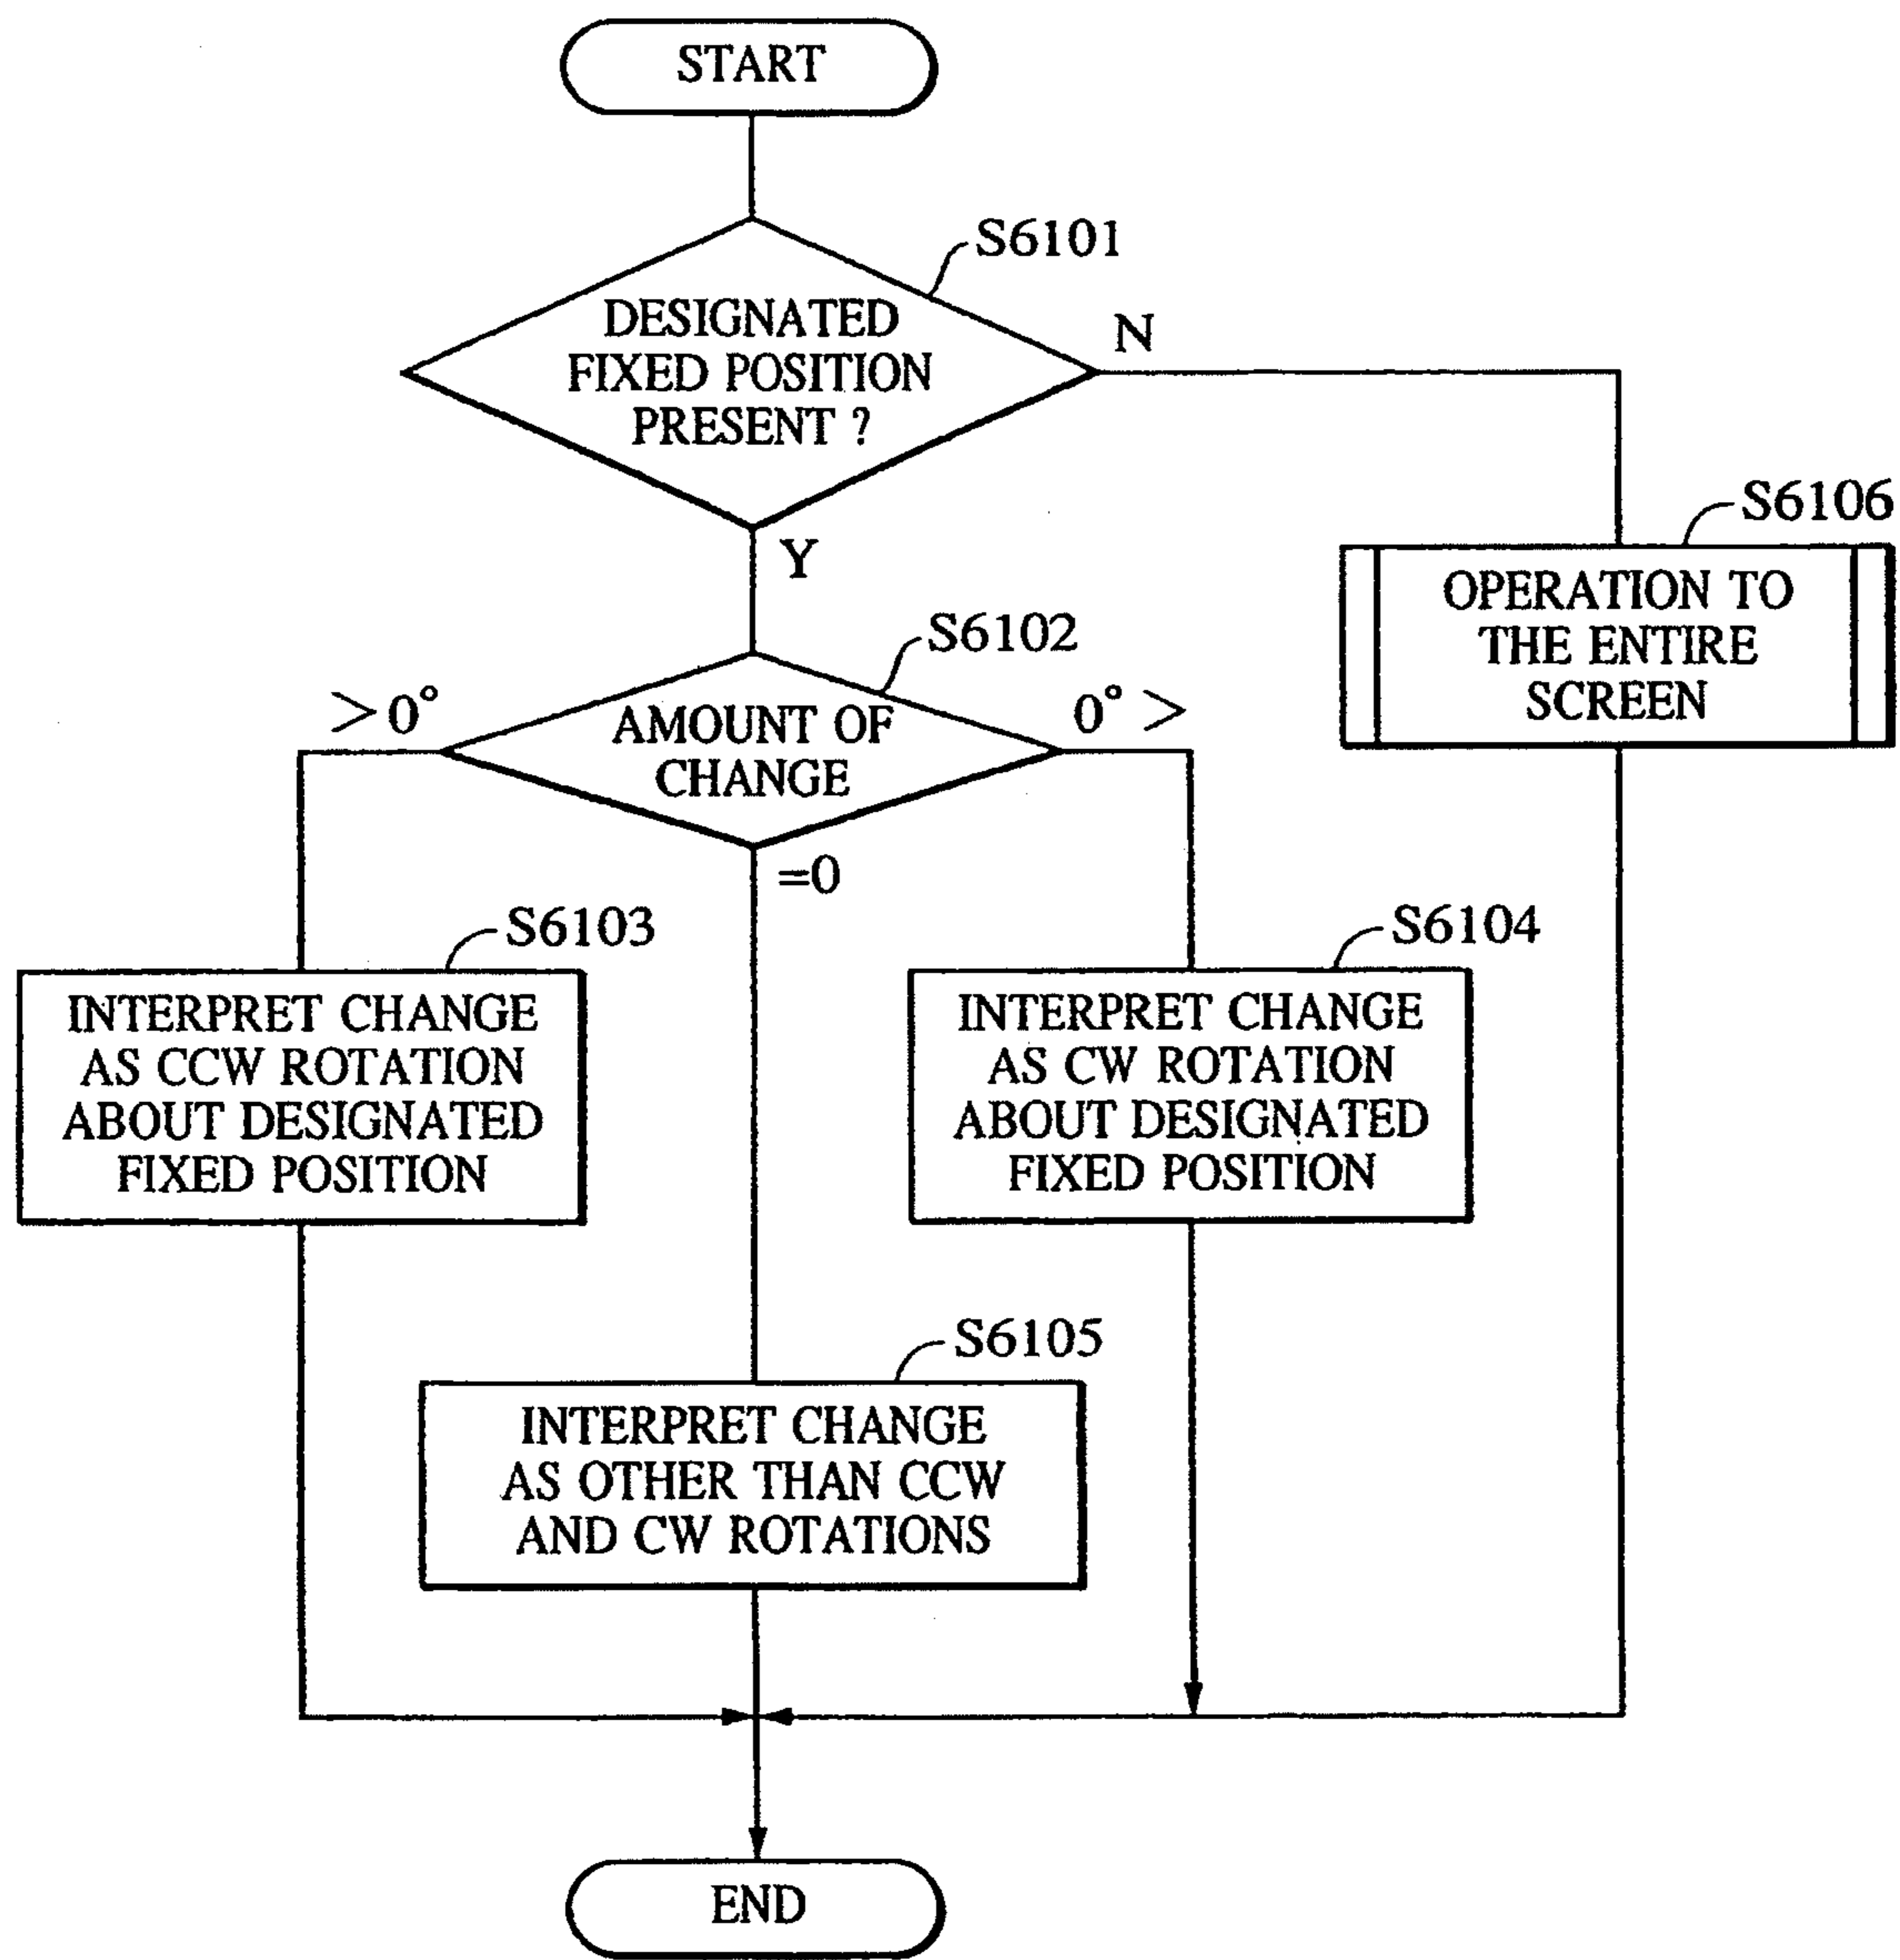 START
S6101
DESIGNATED
FIXED POSITION
PRESENT ?
N
Y
S6106
OPERATION TO
THE ENTIRE
SCREEN
S6102
>0°
AMOUNT OF
CHANGE
0° >
=0
S6103
INTERPRET CHANGE
AS CCW ROTATION
ABOUT DESIGNATED
FIXED POSITION
S6104
INTERPRET CHANGE
AS CW ROTATION
ABOUT DESIGNATED
FIXED POSITION
S6105
INTERPRET CHANGE
AS OTHER THAN CCW
AND CW ROTATIONS
END